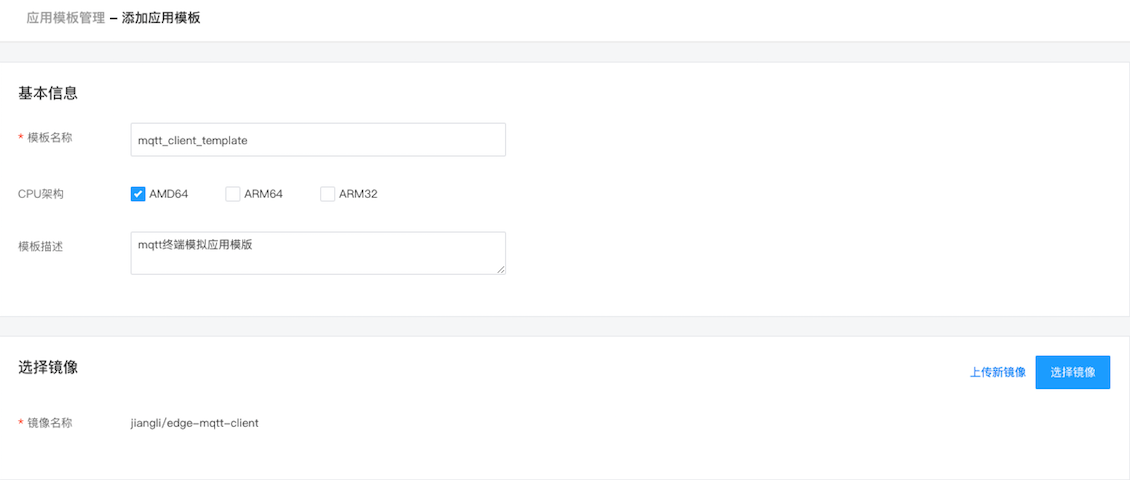 应用模板管理 – 添加应用模板
基本信息
* 模板名称 mqtt_client_template
CPU架构 AMD64 ARM64 ARM32
模板描述 mqtt终端模拟应用模版
选择镜像 上传新镜像 选择镜像
* 镜像名称 jiangli/edge-mqtt-client